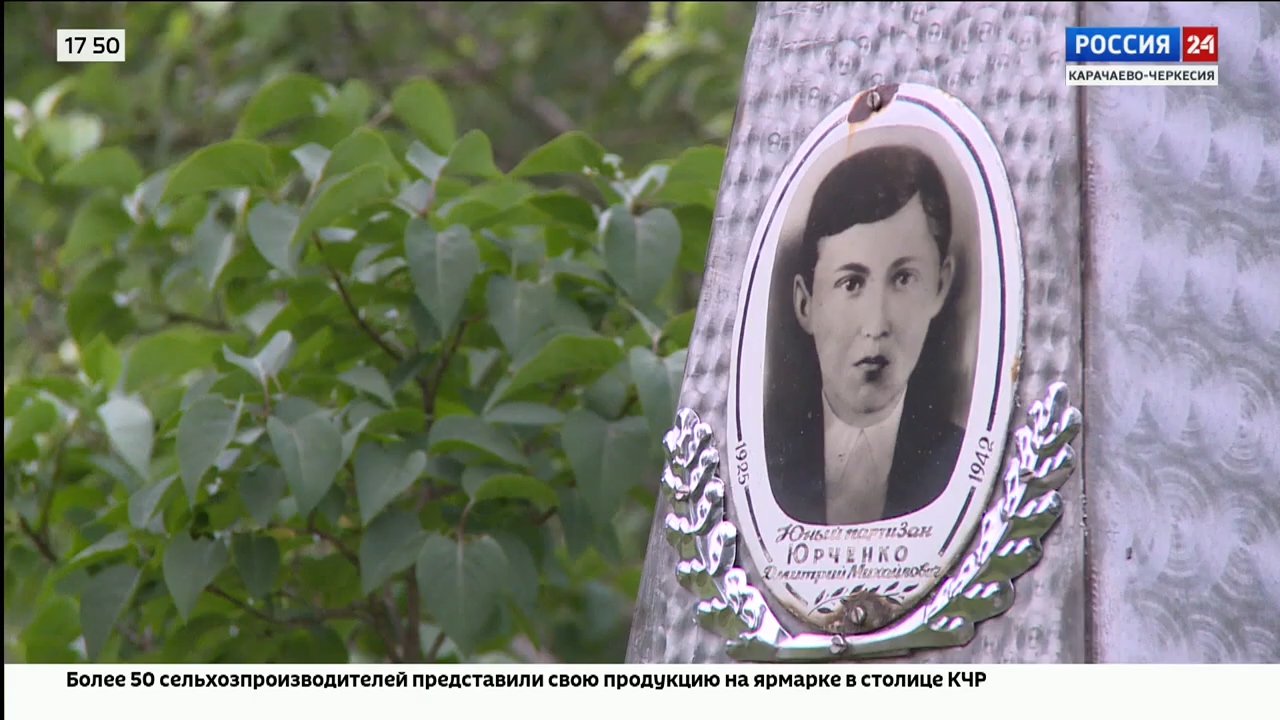 17 50
РОССИЯ 24
КАРАЧАЕВО-ЧЕРКЕСИЯ
1925
1942
Юный партизан
ЮРЧЕНКО
Дмитрий Михайлович
Более 50 сельхозпроизводителей представили свою продукцию на ярмарке в столице КЧР